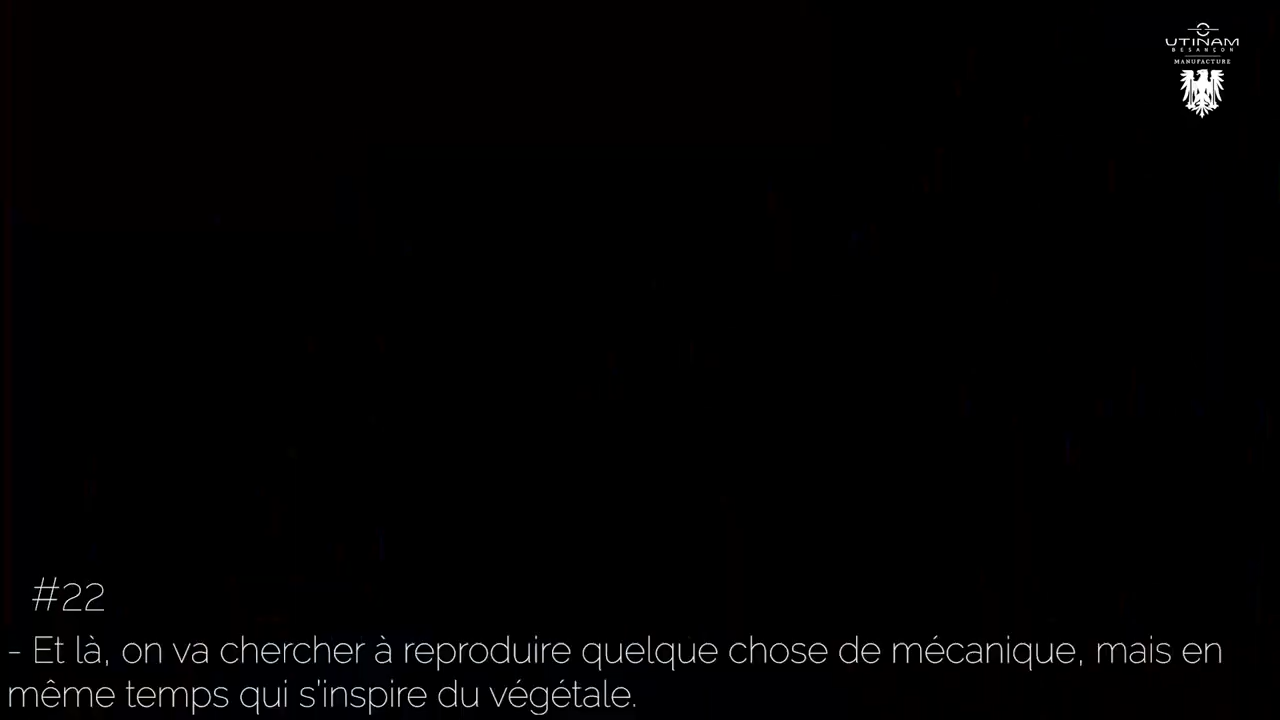 UTINAM
BESANÇON
MANUFACTURE
#22
- Et là, on va chercher à reproduire quelque chose de mécanique, mais en
même temps qui s'inspire du végétale.